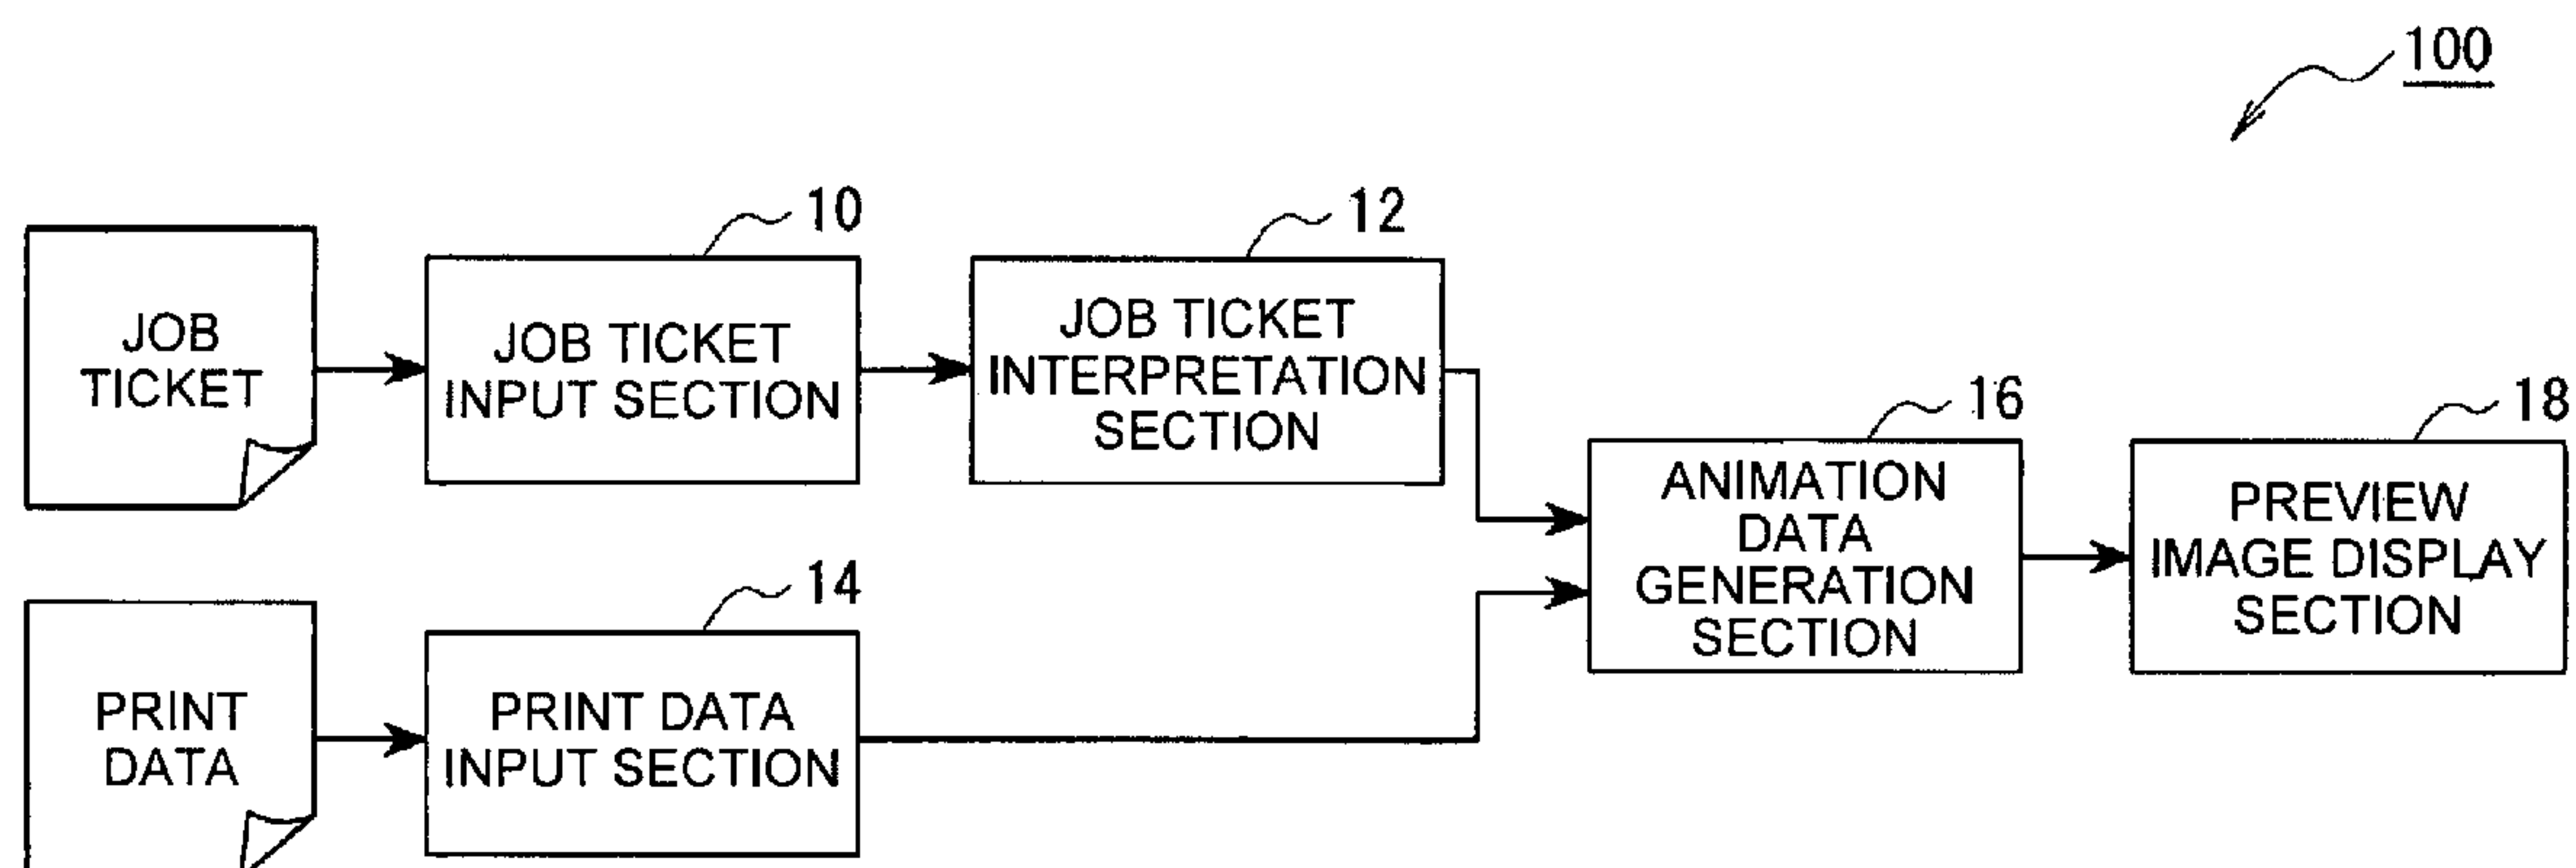 100
10
12
JOB
TICKET
JOB TICKET
INPUT SECTION
JOB TICKET
INTERPRETATION
SECTION
16
18
ANIMATION
DATA
GENERATION
SECTION
PREVIEW
IMAGE DISPLAY
SECTION
14
PRINT
DATA
PRINT DATA
INPUT SECTION